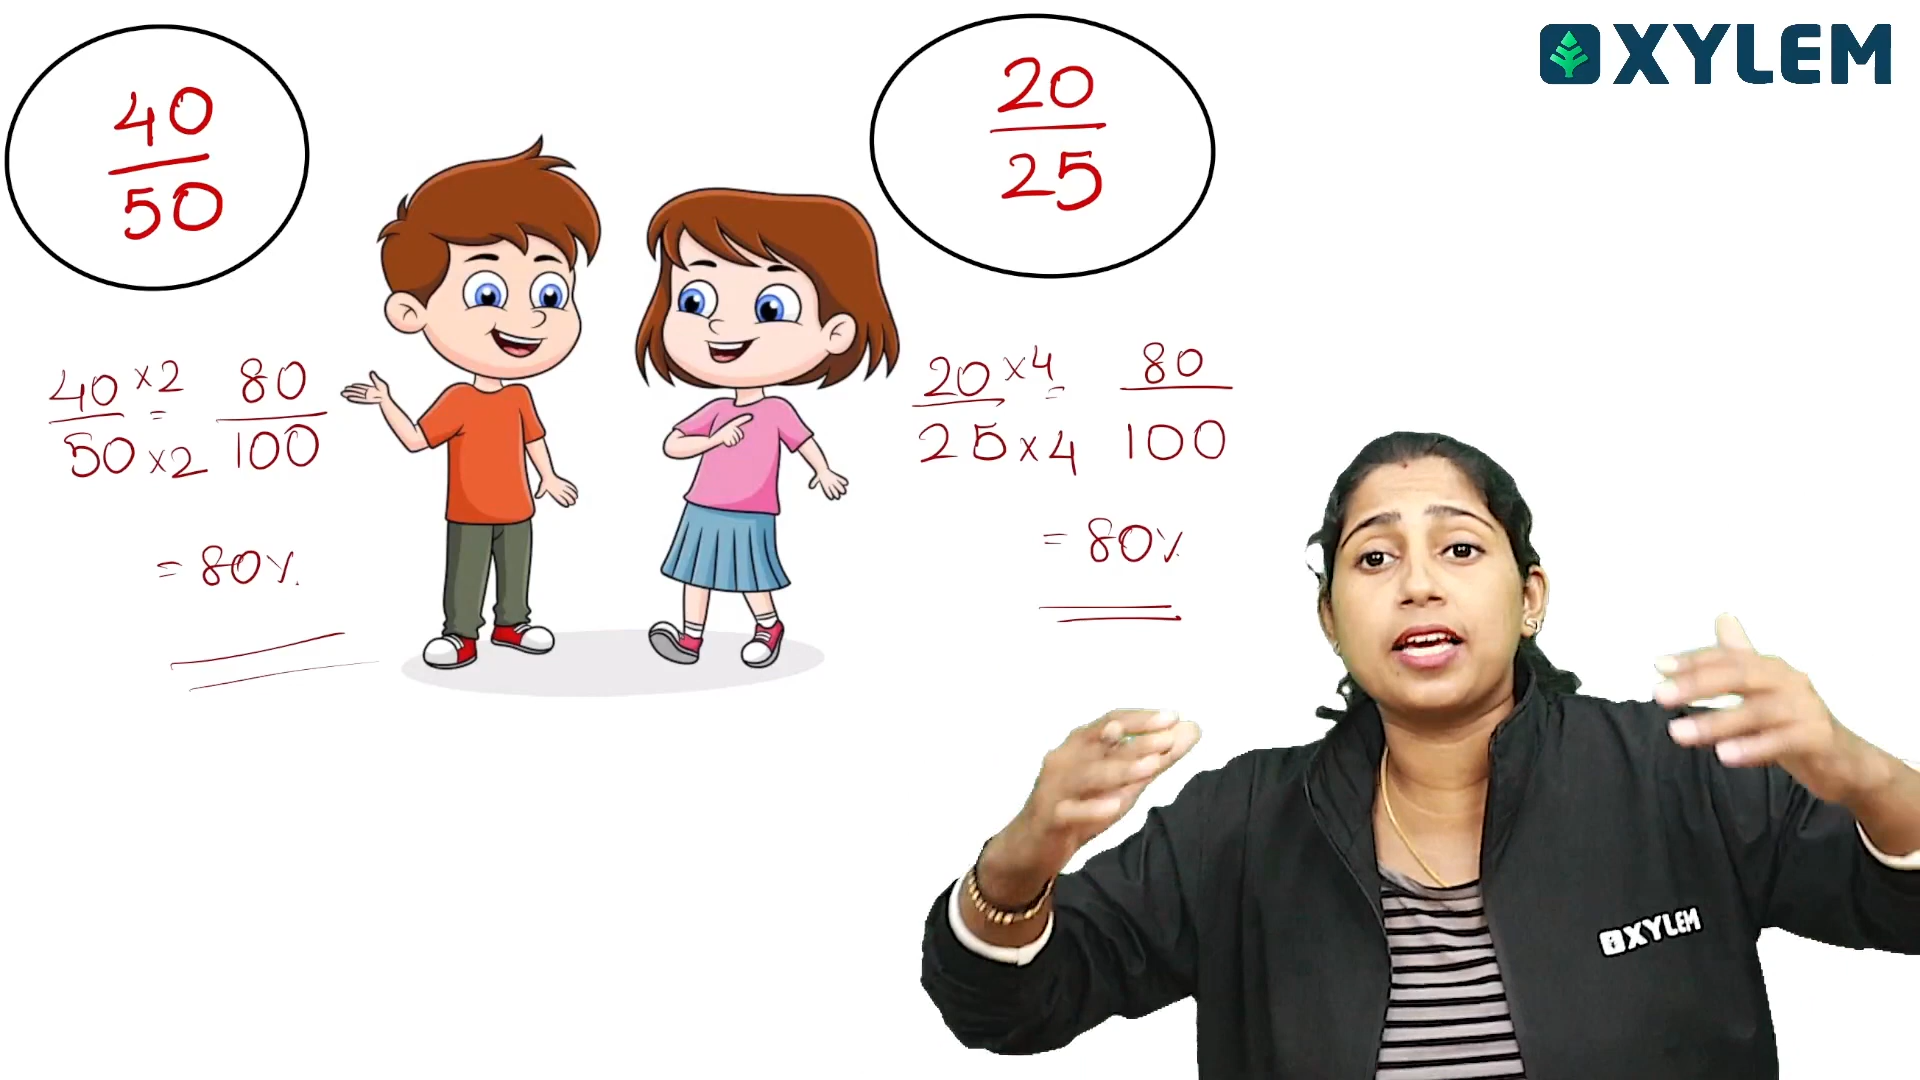 40
50
20
25
XYLEM
40 ×2 = 80
50 ×2 100
= 80%
20 ×4 = 80
25 ×4 100
= 80%
XYLEM